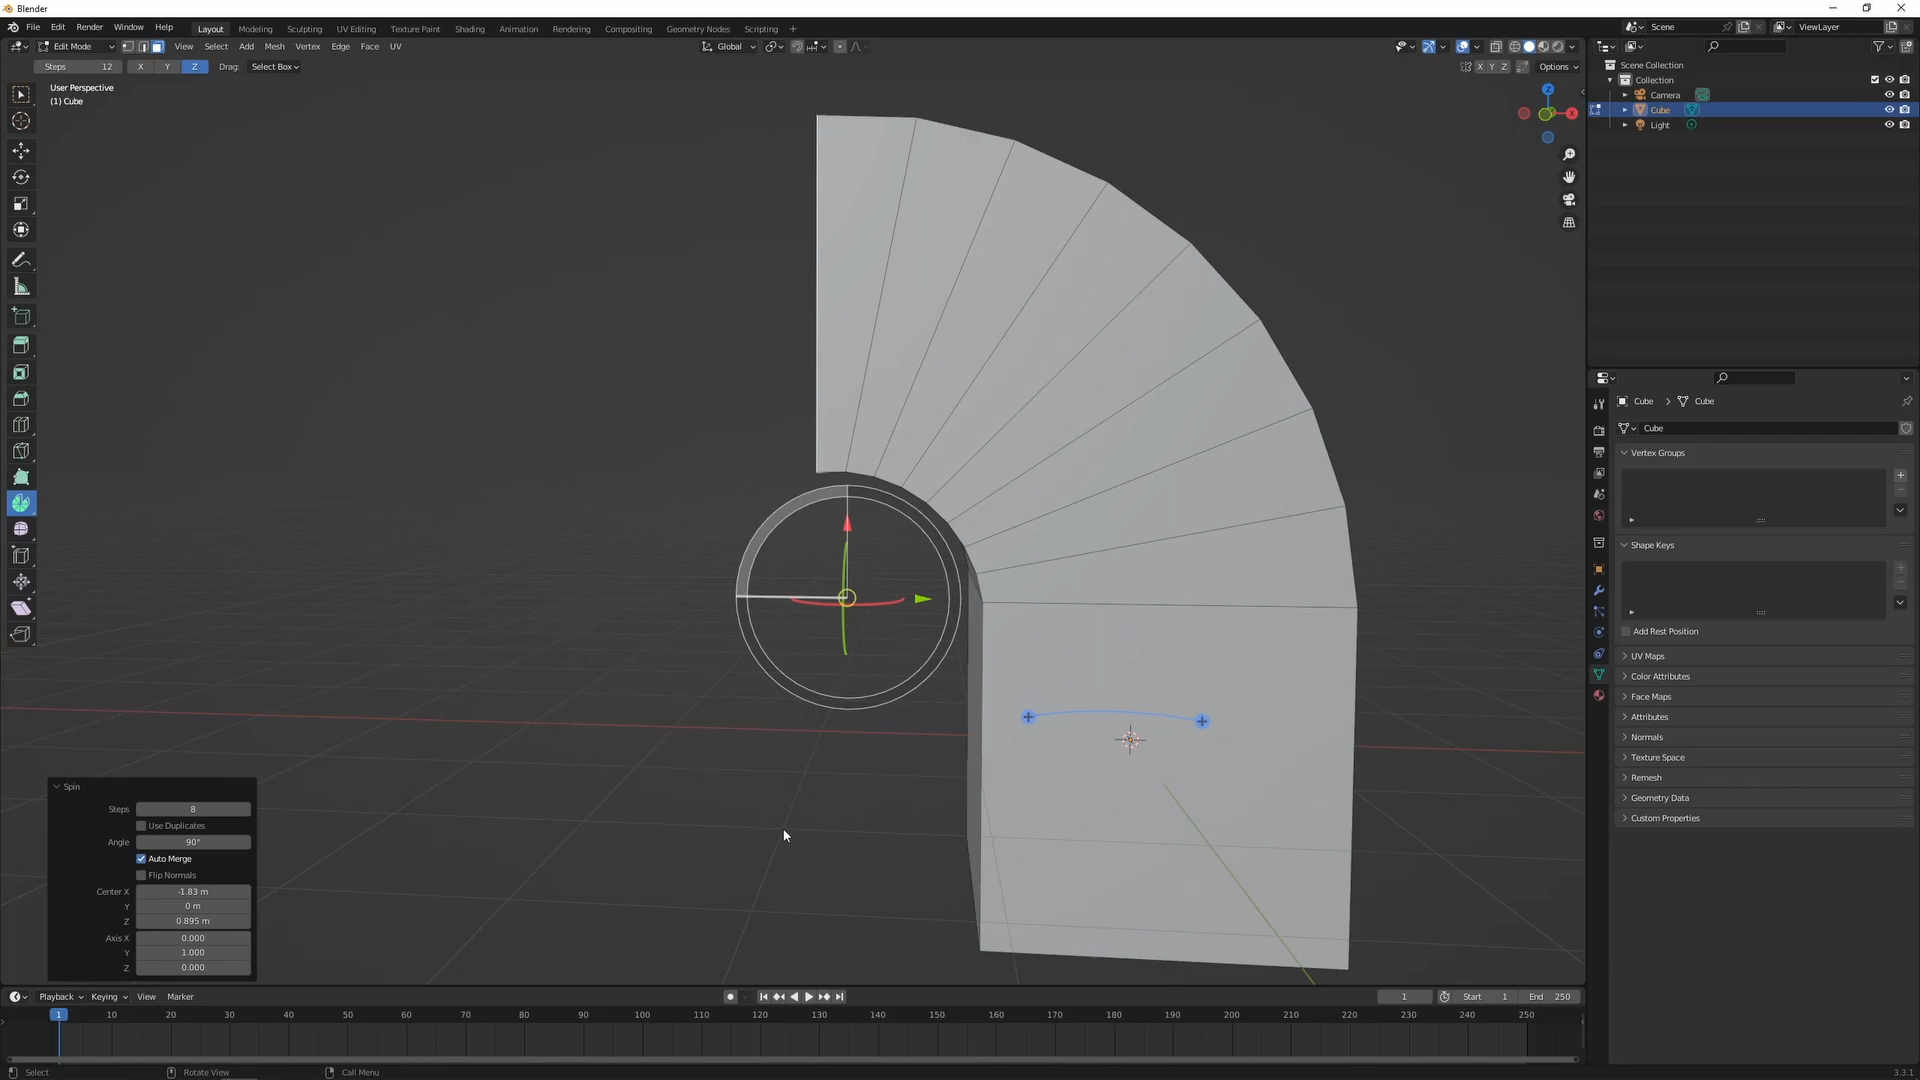 Blender
File Edit Render Window Help Layout Modeling Sculpting UV Editing Texture Paint Shading Animation Rendering Compositing Geometry Nodes Scripting + Scene ViewLayer
Edit Mode View Select Add Mesh Vertex Edge Face UV Global
Steps 12 X Y Z Drag: Select Box X Y Z Options
User Perspective
(1) Cube
Z
X
Scene Collection
Collection
Camera
Cube
Light
Cube > Cube
Cube
Vertex Groups
Shape Keys
Add Rest Position
UV Maps
Color Attributes
Face Maps
Attributes
Normals
Texture Space
Remesh
Geometry Data
Custom Properties
Spin
Steps 8
Use Duplicates
Angle 90°
Auto Merge
Flip Normals
Center X -1.83 m
Y 0 m
Z 0.895 m
Axis X 0.000
Y 1.000
Z 0.000
Playback Keying View Marker 1 Start 1 End 250
1 10 20 30 40 50 60 70 80 90 100 110 120 130 140 150 160 170 180 190 200 210 220 230 240 250
Select Rotate View Call Menu 3.3.1